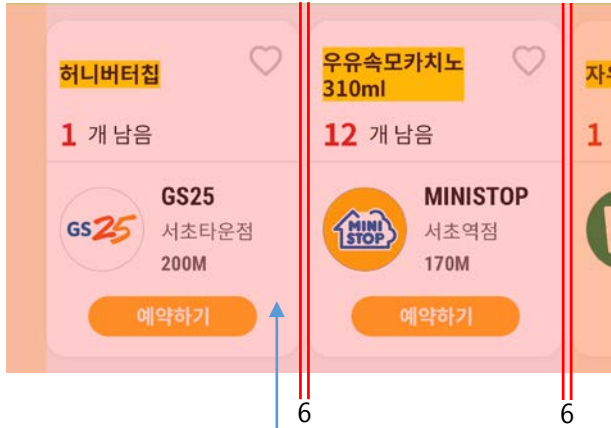 허니버터칩
1 개 남음
GS25
GS25
서초타운점
200M
예약하기
우유속모카치노
310ml
12 개 남음
MINI
STOP
MINISTOP
서초역점
170M
예약하기
1
6
6